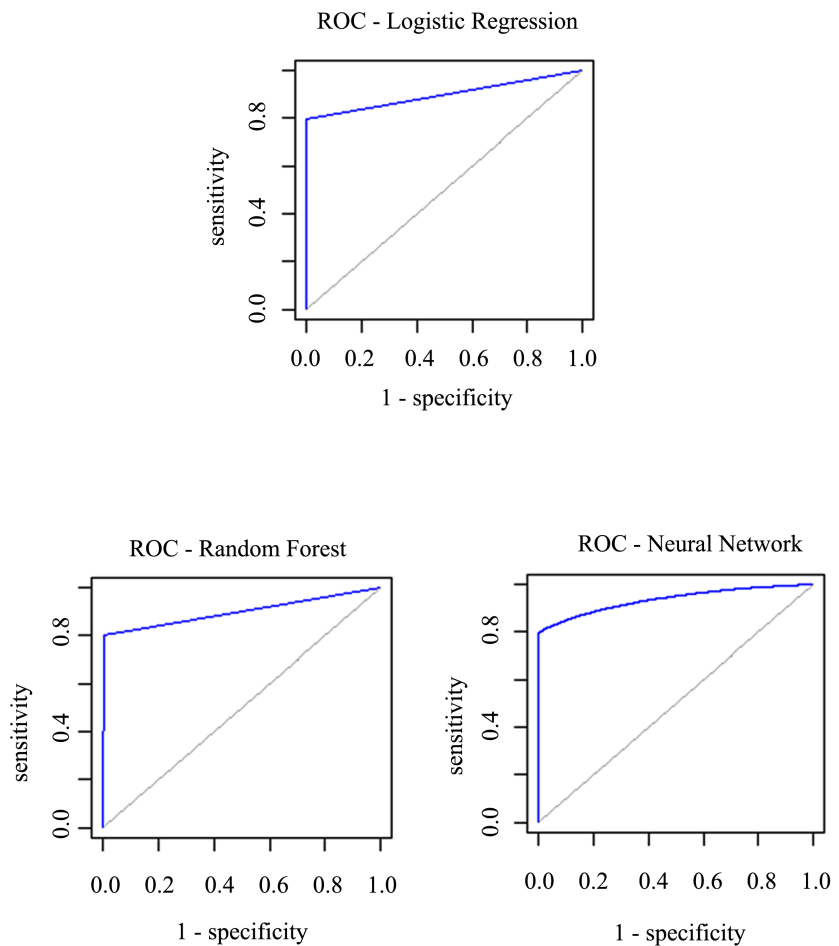 ROC - Logistic Regression
sensitivity
0.8
0.4
0.0
0.0 0.2 0.4 0.6 0.8 1.0
1 - specificity
ROC - Random Forest
sensitivity
0.8
0.4
0.0
0.0 0.2 0.4 0.6 0.8 1.0
1 - specificity
ROC - Neural Network
sensitivity
0.8
0.4
0.0
0.0 0.2 0.4 0.6 0.8 1.0
1 - specificity